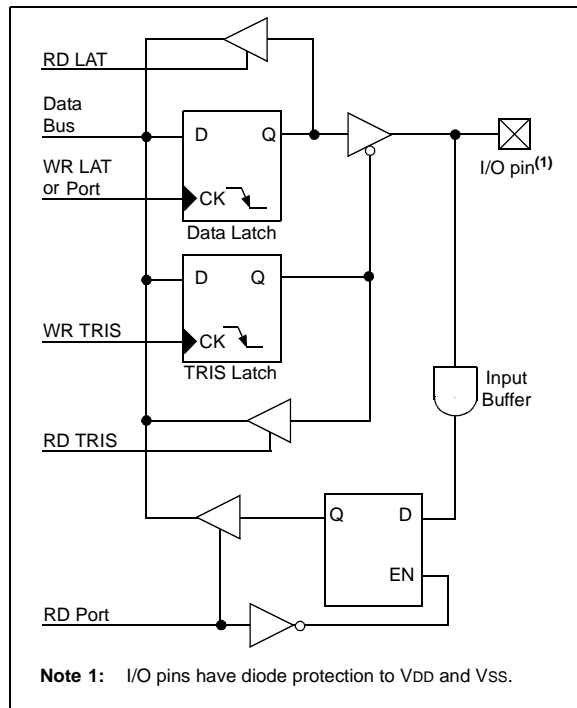 RD LAT
Data
Bus
D Q
WR LAT
or Port
CK
Data Latch
I/O pin(1)
D Q
WR TRIS
CK
TRIS Latch
Input
Buffer
RD TRIS
Q D
EN
RD Port
Note 1: I/O pins have diode protection to VDD and VSS.